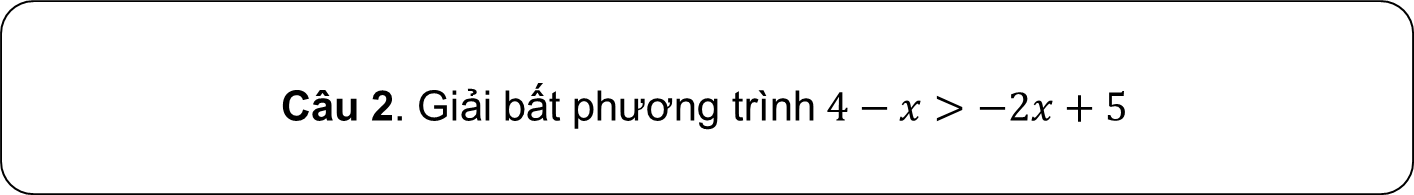 Câu 2. Giải bất phương trình 4 − x > −2x + 5